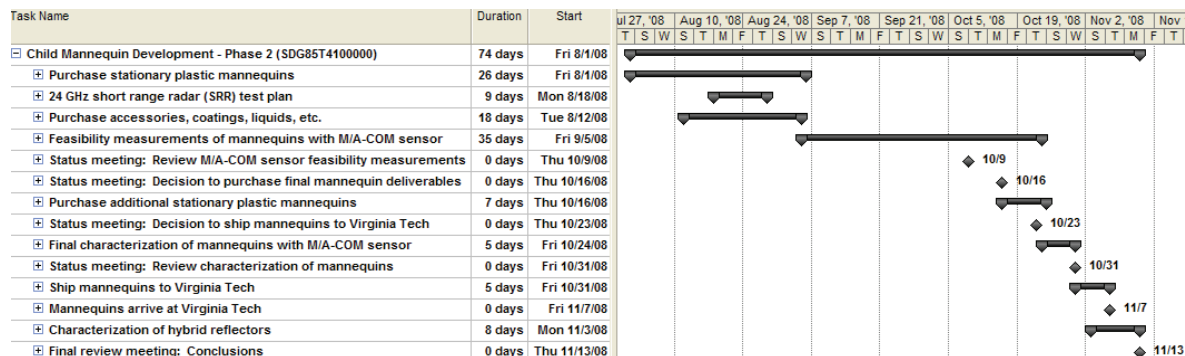 Task Name Duration Start ul 27, '08 Aug 10, '08 Aug 24, '08 Sep 7, '08 Sep 21, '08 Oct 5, '08 Oct 19, '08 Nov 2, '08 Nov
T S W S T M F T S W S T M F T S W S T M F T S W S T M F T
Child Mannequin Development - Phase 2 (SDG85T4100000) 74 days Fri 8/1/08
Purchase stationary plastic mannequins 26 days Fri 8/1/08
24 GHz short range radar (SRR) test plan 9 days Mon 8/18/08
Purchase accessories, coatings, liquids, etc. 18 days Tue 8/12/08
Feasibility measurements of mannequins with M/A-COM sensor 35 days Fri 9/5/08
Status meeting: Review M/A-COM sensor feasibility measurements 0 days Thu 10/9/08 10/9
Status meeting: Decision to purchase final mannequin deliverables 0 days Thu 10/16/08 10/16
Purchase additional stationary plastic mannequins 7 days Thu 10/16/08
Status meeting: Decision to ship mannequins to Virginia Tech 0 days Thu 10/23/08 10/23
Final characterization of mannequins with M/A-COM sensor 5 days Fri 10/24/08
Status meeting: Review characterization of mannequins 0 days Fri 10/31/08 10/31
Ship mannequins to Virginia Tech 5 days Fri 10/31/08
Mannequins arrive at Virginia Tech 0 days Fri 11/7/08 11/7
Characterization of hybrid reflectors 8 days Mon 11/3/08
Final review meeting: Conclusions 0 days Thu 11/13/08 11/13